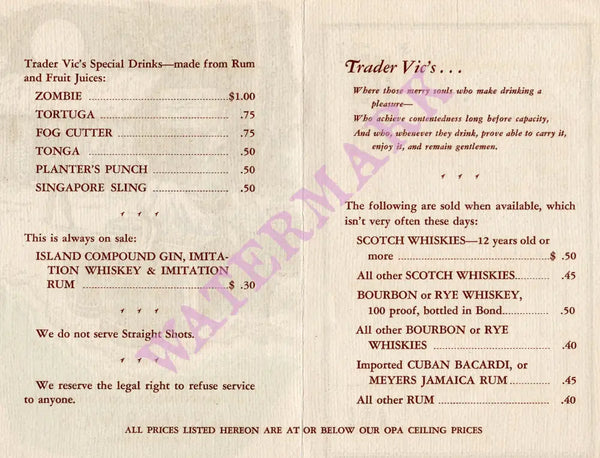 Trader Vic's Special Drinks—made from Rum
and Fruit Juices:
ZOMBIE ........ $1.00
TORTUGA ........ .75
FOG CUTTER ........ .75
TONGA ........ .50
PLANTER'S PUNCH ........ .50
SINGAPORE SLING ........ .50
This is always on sale:
ISLAND COMPOUND GIN, IMITA-
TION WHISKEY & IMITATION
RUM ........ $ .30
We do not serve Straight Shots.
We reserve the legal right to refuse service
to anyone.
Trader Vic's...
Where those merry souls who make drinking a
pleasure—
Who achieve contentedness long before capacity,
And who, whenever they drink, prove able to carry it,
enjoy it, and remain gentlemen.
The following are sold when available, which
isn't very often these days:
SCOTCH WHISKIES—12 years old or
more ........ $ .50
All other SCOTCH WHISKIES ........ .45
BOURBON or RYE WHISKEY,
100 proof, bottled in Bond ........ .50
All other BOURBON or RYE
WHISKIES ........ .40
Imported CUBAN BACARDI, or
MEYERS JAMAICA RUM ........ .45
All other RUM ........ .40
ALL PRICES LISTED HEREON ARE AT OR BELOW OUR OPA CEILING PRICES
WATERMARK